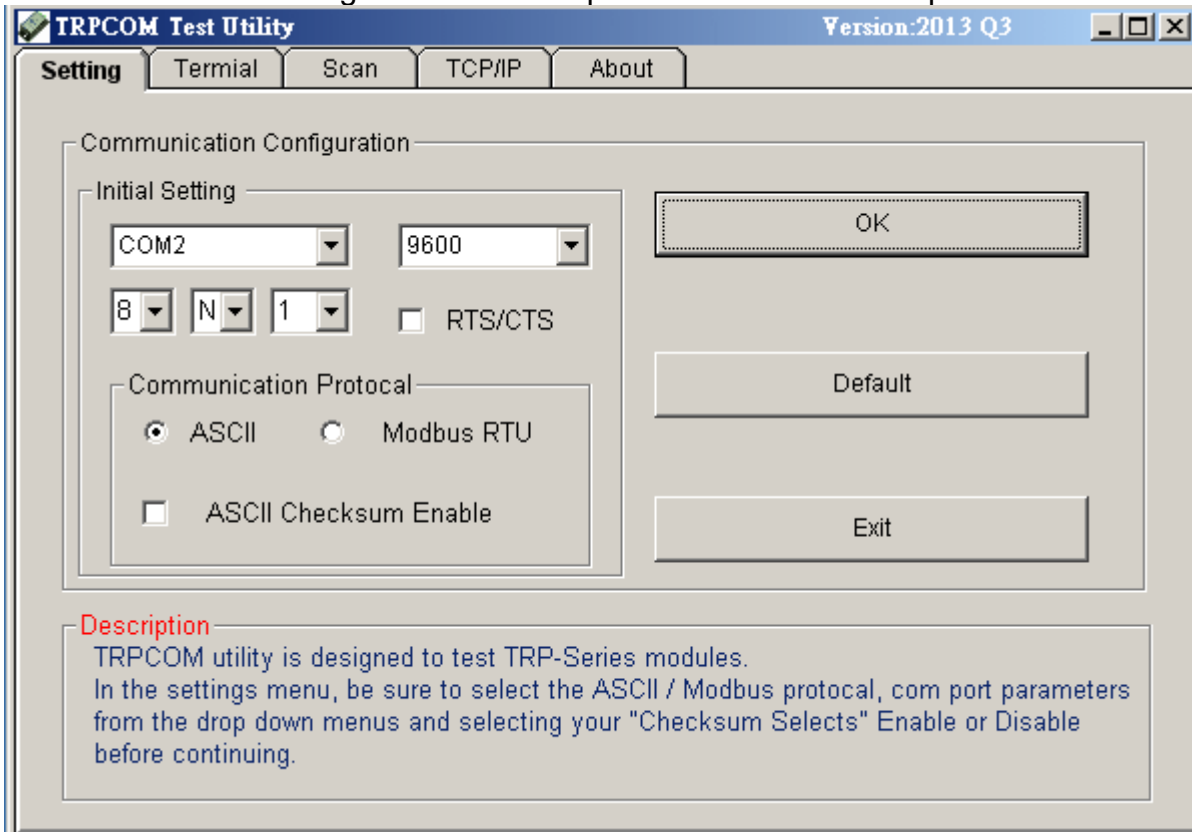 TRPCOM Test Utility Version:2013 Q3
Setting Termial Scan TCP/IP About
Communication Configuration
Initial Setting
COM2 9600
OK
8 N 1 RTS/CTS
Communication Protocal
Default
ASCII Modbus RTU
ASCII Checksum Enable
Exit
Description
TRPCOM utility is designed to test TRP-Series modules.
In the settings menu, be sure to select the ASCII / Modbus protocal, com port parameters
from the drop down menus and selecting your "Checksum Selects" Enable or Disable
before continuing.